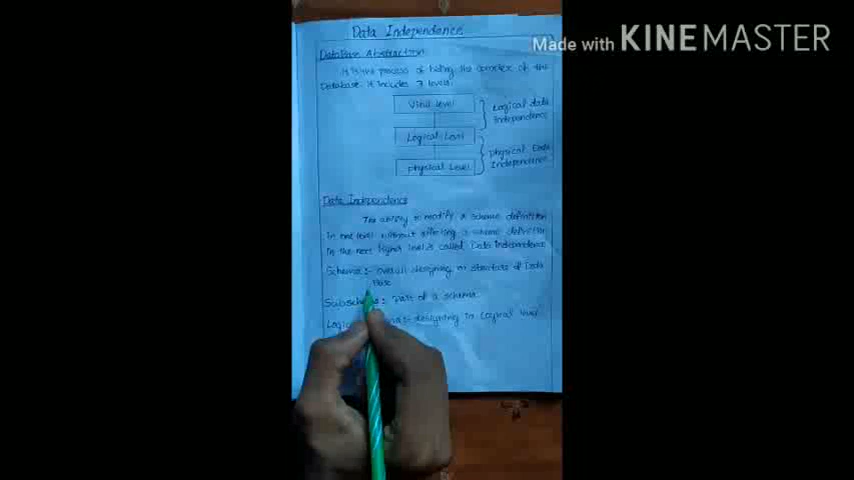 Made with KINEMASTER
Data Independence
DataBase Abstraction
It is the process of hiding the complex of the
Database. it includes 3 levels.
View level
Logical data
Independence
Logical Level
physical Data
Independence
physical Level
Data Independence
The ability to modify a scheme definition
in one level without affecting a scheme definition
in the next higher level is called Data Independence
Schema :- overall designing or structure of Data
Base
Subschema : part of a schema
designing in Logical